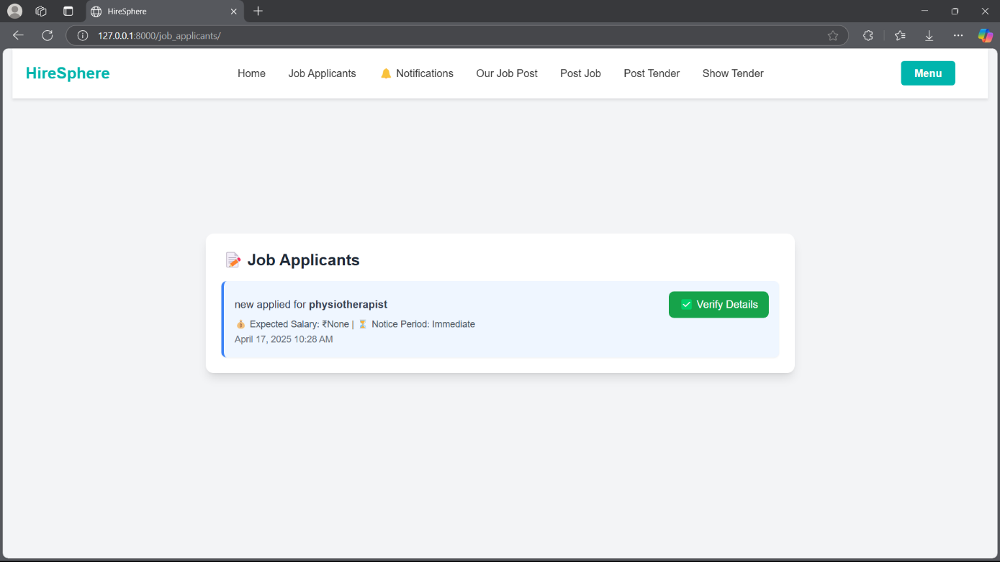 HireSphere
127.0.0.1:8000/job_applicants/
HireSphere
Home
Job Applicants
🔔 Notifications
Our Job Post
Post Job
Post Tender
Show Tender
Menu
📝 Job Applicants
new applied for physiotherapist
✅ Verify Details
💰 Expected Salary: ₹None | ⏳ Notice Period: Immediate
April 17, 2025 10:28 AM